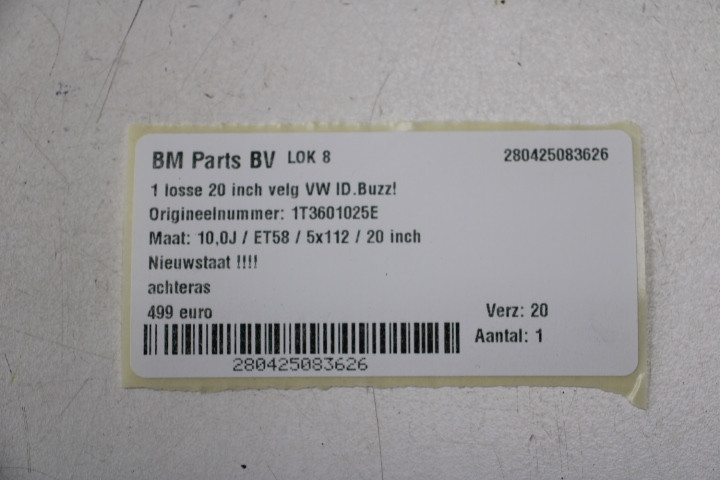 BM Parts BV LOK 8 280425083626
1 losse 20 inch velg VW ID.Buzz!
Origineelnummer: 1T3601025E
Maat: 10,0J / ET58 / 5x112 / 20 inch
Nieuwstaat !!!!
achteras
499 euro Verz: 20
Aantal: 1
280425083626